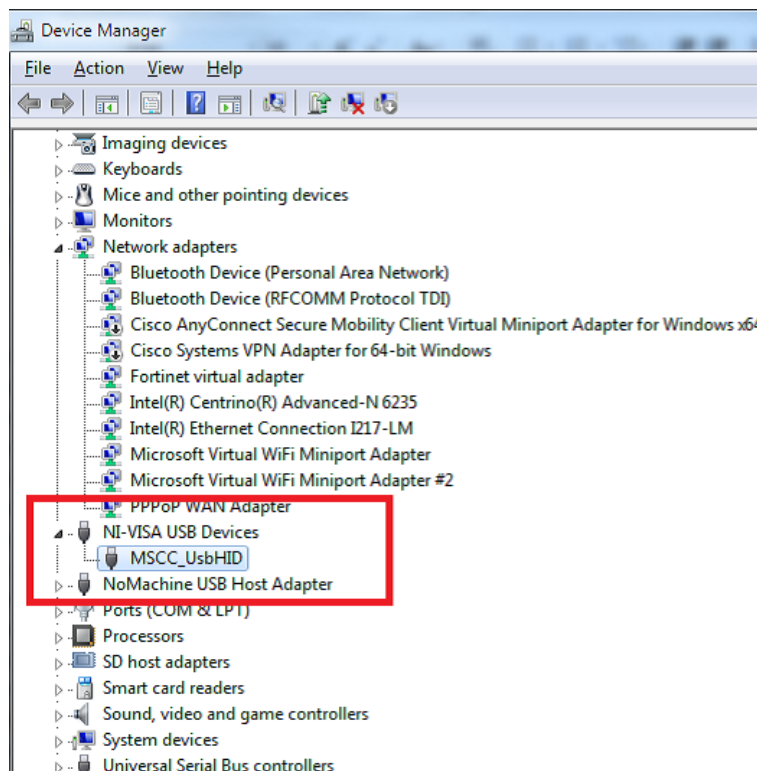 Device Manager
File Action View Help
Imaging devices
Keyboards
Mice and other pointing devices
Monitors
Network adapters
Bluetooth Device (Personal Area Network)
Bluetooth Device (RFCOMM Protocol TDI)
Cisco AnyConnect Secure Mobility Client Virtual Miniport Adapter for Windows x64
Cisco Systems VPN Adapter for 64-bit Windows
Fortinet virtual adapter
Intel(R) Centrino(R) Advanced-N 6235
Intel(R) Ethernet Connection I217-LM
Microsoft Virtual WiFi Miniport Adapter
Microsoft Virtual WiFi Miniport Adapter #2
PPPoP WAN Adapter
NI-VISA USB Devices
MSCC_UsbHID
NoMachine USB Host Adapter
Ports (COM & LPT)
Processors
SD host adapters
Smart card readers
Sound, video and game controllers
System devices
Universal Serial Bus controllers